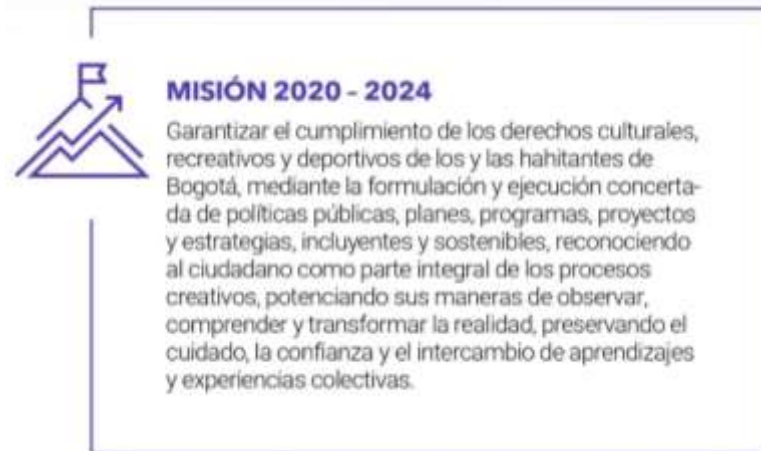 MISIÓN 2020 - 2024
Garantizar el cumplimiento de los derechos culturales,
recreativos y deportivos de los y las hahitantes de
Bogotá, mediante la formulación y ejecución concerta-
da de políticas públicas, planes, programas, proyectos
y estrategias, incluyentes y sostenibles, reconociendo
al ciudadano como parte integral de los procesos
creativos, potenciando sus maneras de observar,
comprender y transformar la realidad, preservando el
cuidado, la confianza y el intercambio de aprendizajes
y experiencias colectivas.